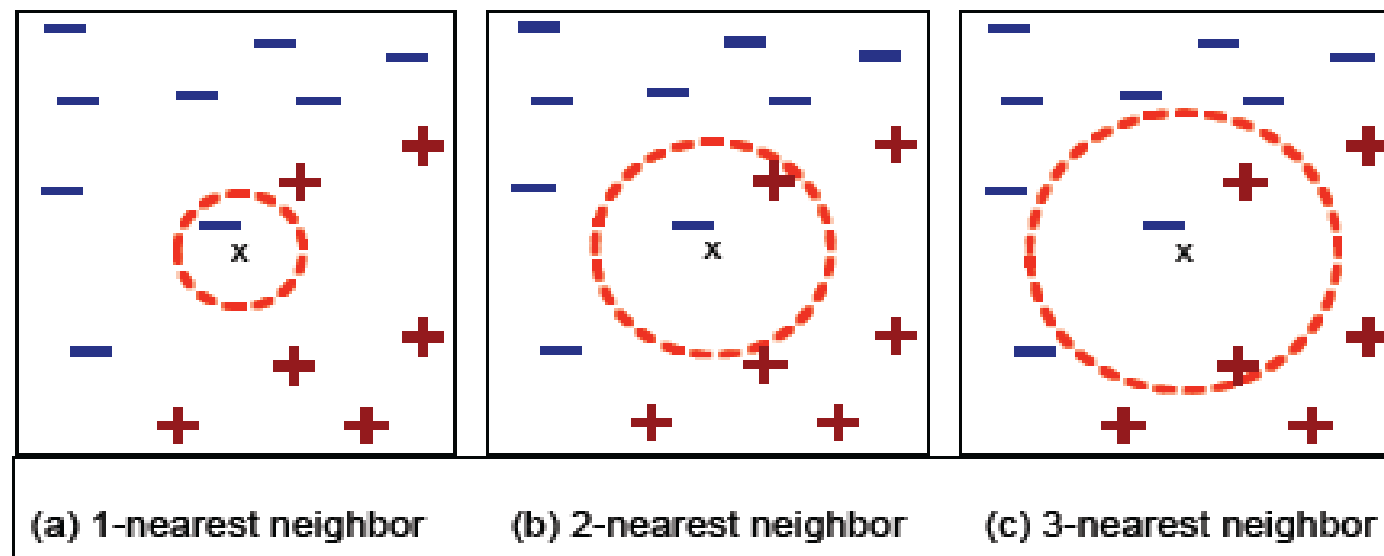 x
x
x
(a) 1-nearest neighbor
(b) 2-nearest neighbor
(c) 3-nearest neighbor